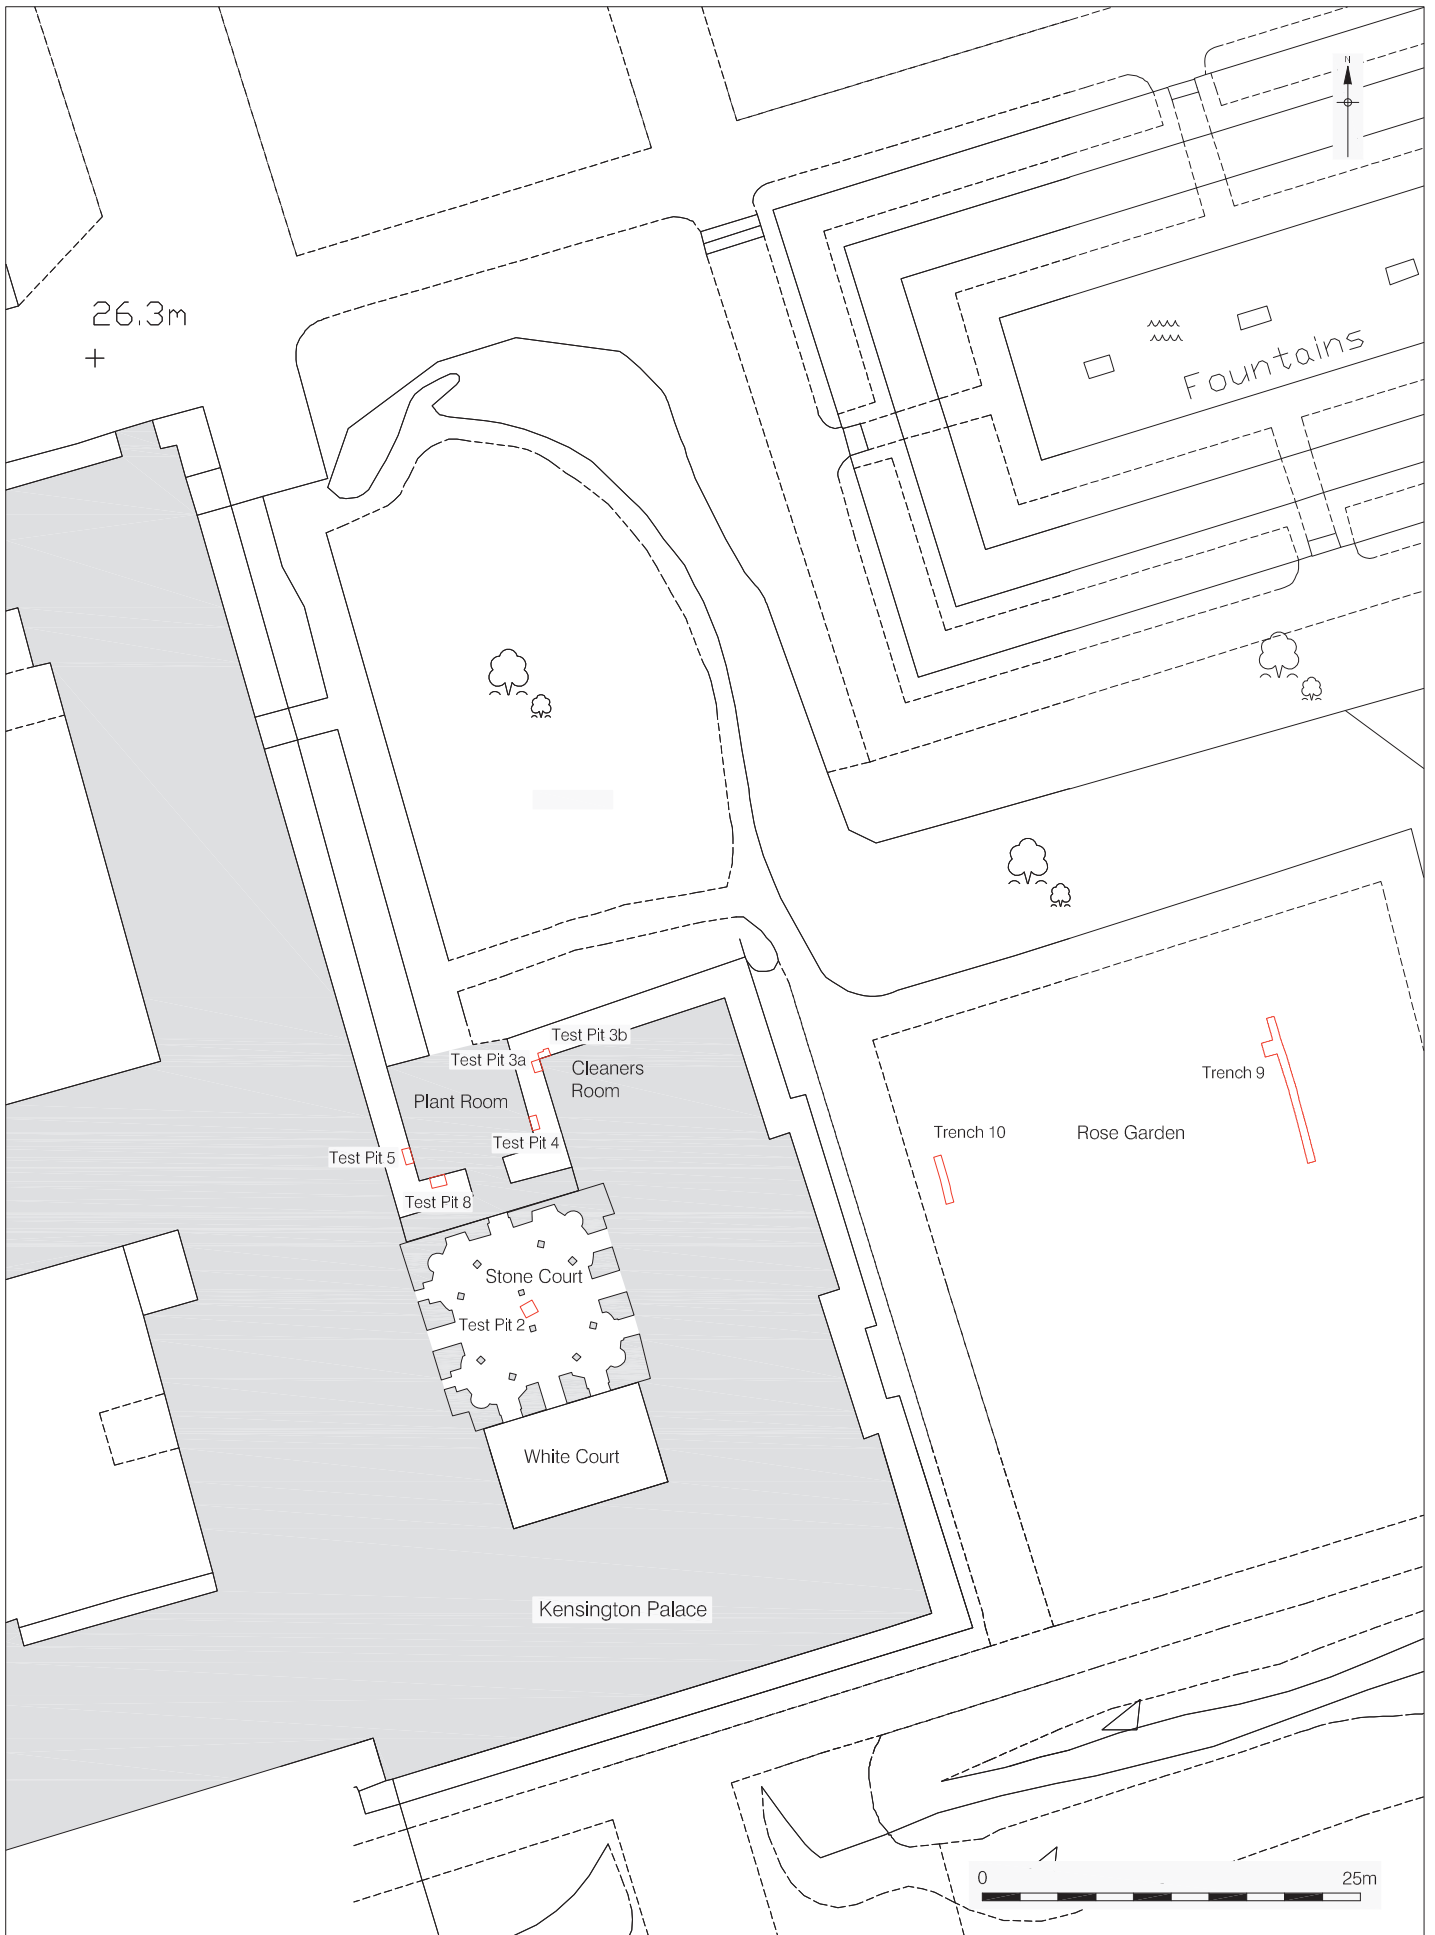 N
26.3m
Fountains
Test Pit 3b
Test Pit 3a
Cleaners
Room
Plant Room
Trench 9
Test Pit 4
Trench 10
Rose Garden
Test Pit 5
Test Pit 8
Stone Court
Test Pit 2
White Court
Kensington Palace
0
25m